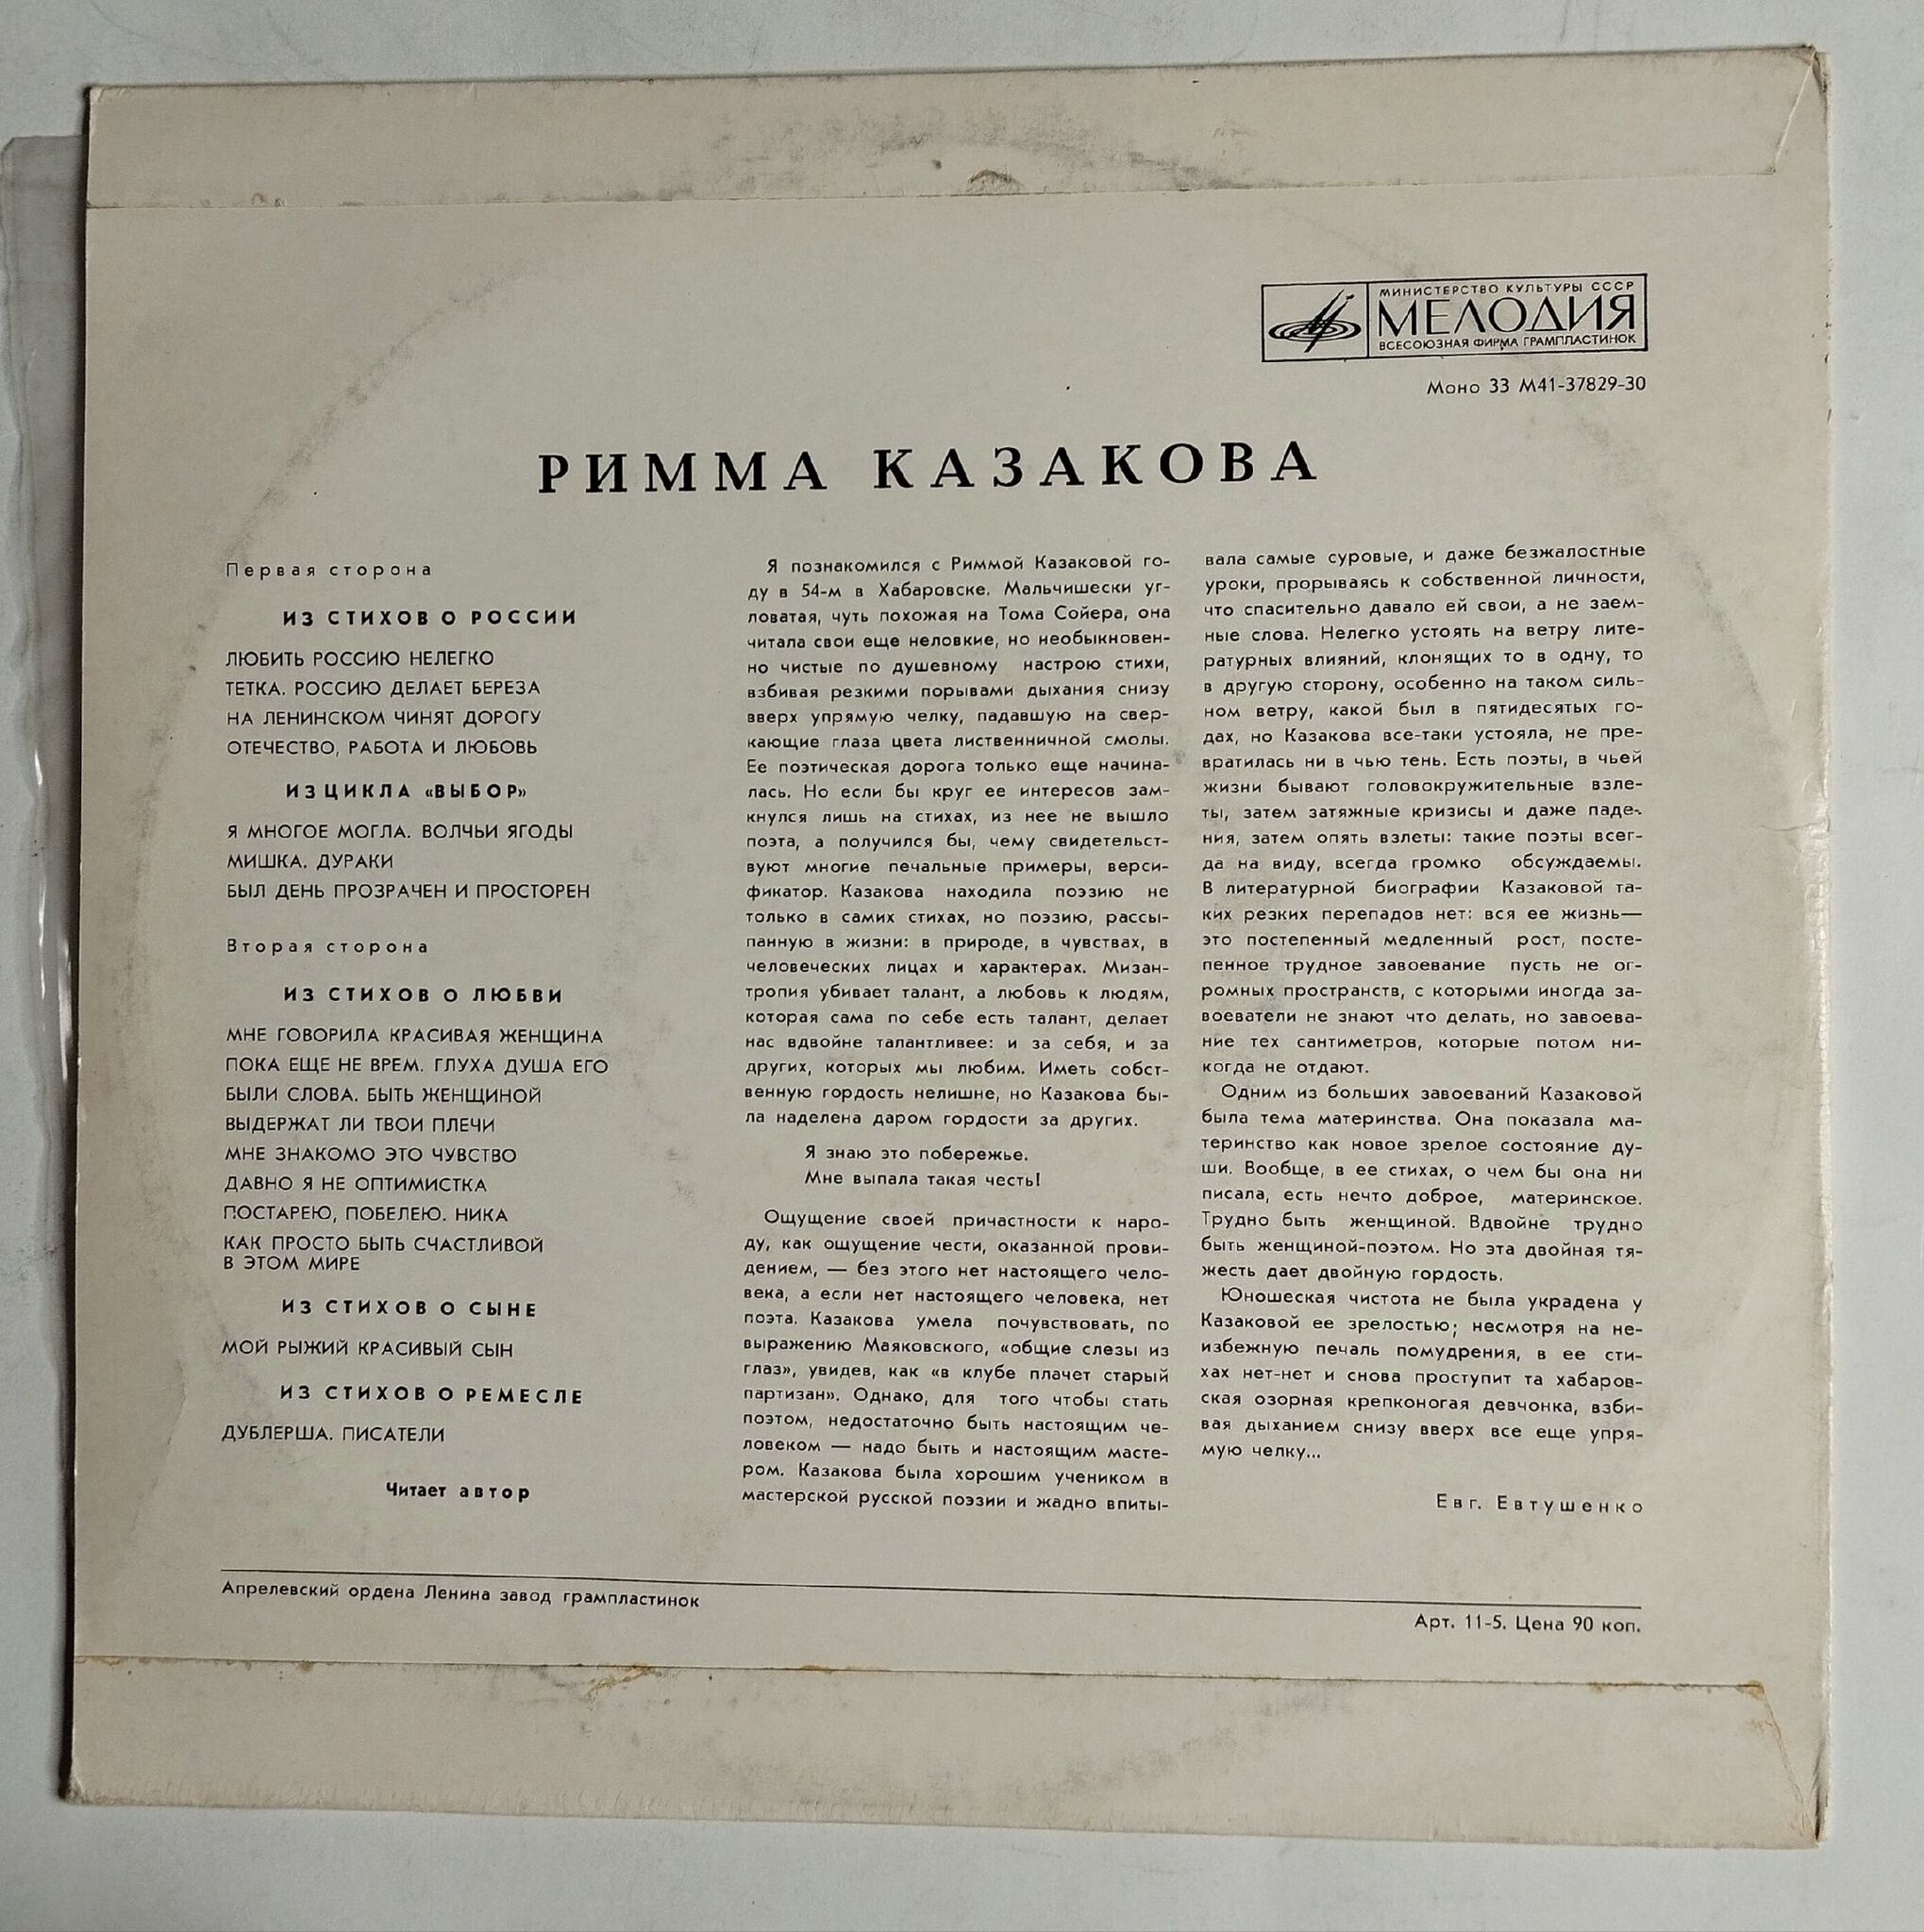 МИНИСТЕРСТВО КУЛЬТУРЫ СССР
МЕЛОДИЯ
ВСЕСОЮЗНАЯ ФИРМА ГРАМПЛАСТИНОК
Моно 33 М41-37829-30
РИММА КАЗАКОВА
Первая сторона
ИЗ СТИХОВ О РОССИИ
ЛЮБИТЬ РОССИЮ НЕЛЕГКО
ТЕТКА. РОССИЮ ДЕЛАЕТ БЕРЕЗА
НА ЛЕНИНСКОМ ЧИНЯТ ДОРОГУ
ОТЕЧЕСТВО, РАБОТА И ЛЮБОВЬ
ИЗ ЦИКЛА «ВЫБОР»
Я МНОГОЕ МОГЛА. ВОЛЧЬИ ЯГОДЫ
МИШКА. ДУРАКИ
БЫЛ ДЕНЬ ПРОЗРАЧЕН И ПРОСТОРЕН
Вторая сторона
ИЗ СТИХОВ О ЛЮБВИ
МНЕ ГОВОРИЛА КРАСИВАЯ ЖЕНЩИНА
ПОКА ЕЩЕ НЕ ВРЕМ. ГЛУХА ДУША ЕГО
БЫЛИ СЛОВА. БЫТЬ ЖЕНЩИНОЙ
ВЫДЕРЖАТ ЛИ ТВОИ ПЛЕЧИ
МНЕ ЗНАКОМО ЭТО ЧУВСТВО
ДАВНО Я НЕ ОПТИМИСТКА
ПОСТАРЕЮ, ПОБЕЛЕЮ. НИКА
КАК ПРОСТО БЫТЬ СЧАСТЛИВОЙ
В ЭТОМ МИРЕ
ИЗ СТИХОВ О СЫНЕ
МОЙ РЫЖИЙ КРАСИВЫЙ СЫН
ИЗ СТИХОВ О РЕМЕСЛЕ
ДУБЛЕРША. ПИСАТЕЛИ
Читает автор
Я познакомился с Риммой Казаковой го-
ду в 54-м в Хабаровске. Мальчишески уг-
ловатая, чуть похожая на Тома Сойера, она
читала свои еще неловкие, но необыкновен-
но чистые по душевному настрою стихи,
взбивая резкими порывами дыхания снизу
вверх упрямую челку, падавшую на свер-
кающие глаза цвета лиственничной смолы.
Ее поэтическая дорога только еще начина-
лась. Но если бы круг ее интересов зам-
кнулся лишь на стихах, из нее не вышло
поэта, а получился бы, чему свидетельст-
вуют многие печальные примеры, верси-
фикатор. Казакова находила поэзию не
только в самих стихах, но поэзию, рассы-
панную в жизни: в природе, в чувствах, в
человеческих лицах и характерах. Мизан-
тропия убивает талант, а любовь к людям,
которая сама по себе есть талант, делает
нас вдвойне талантливее: и за себя, и за
других, которых мы любим. Иметь собст-
венную гордость нелишне, но Казакова бы-
ла наделена даром гордости за других.
Я знаю это побережье.
Мне выпала такая честь!
Ощущение своей причастности к наро-
ду, как ощущение чести, оказанной прови-
дением, — без этого нет настоящего чело-
века, а если нет настоящего человека, нет
поэта. Казакова умела почувствовать, по
выражению Маяковского, «общие слезы из
глаз», увидев, как «в клубе плачет старый
партизан». Однако, для того чтобы стать
поэтом, недостаточно быть настоящим че-
ловеком — надо быть и настоящим масте-
ром. Казакова была хорошим учеником в
мастерской русской поэзии и жадно впиты-
вала самые суровые, и даже безжалостные
уроки, прорываясь к собственной личности,
что спасительно давало ей свои, а не заем-
ные слова. Нелегко устоять на ветру лите-
ратурных влияний, клонящих то в одну, то
в другую сторону, особенно на таком силь-
ном ветру, какой был в пятидесятых го-
дах, но Казакова все-таки устояла, не пре-
вратилась ни в чью тень. Есть поэты, в чьей
жизни бывают головокружительные взле-
ты, затем затяжные кризисы и даже паде-
ния, затем опять взлеты: такие поэты всег-
да на виду, всегда громко обсуждаемы.
В литературной биографии Казаковой та-
ких резких перепадов нет: вся ее жизнь—
это постепенный медленный рост, посте-
пенное трудное завоевание пусть не ог-
ромных пространств, с которыми иногда за-
воеватели не знают что делать, но завоева-
ние тех сантиметров, которые потом ни-
когда не отдают.
Одним из больших завоеваний Казаковой
была тема материнства. Она показала ма-
теринство как новое зрелое состояние ду-
ши. Вообще, в ее стихах, о чем бы она ни
писала, есть нечто доброе, материнское.
Трудно быть женщиной. Вдвойне трудно
быть женщиной-поэтом. Но эта двойная тя-
жесть дает двойную гордость.
Юношеская чистота не была украдена у
Казаковой ее зрелостью; несмотря на не-
избежную печаль помудрения, в ее сти-
хах нет-нет и снова проступит та хабаров-
ская озорная крепконогая девчонка, взби-
вая дыханием снизу вверх все еще упря-
мую челку...
Евг. Евтушенко
Апрелевский ордена Ленина завод грампластинок
Арт. 11-5. Цена 90 коп.